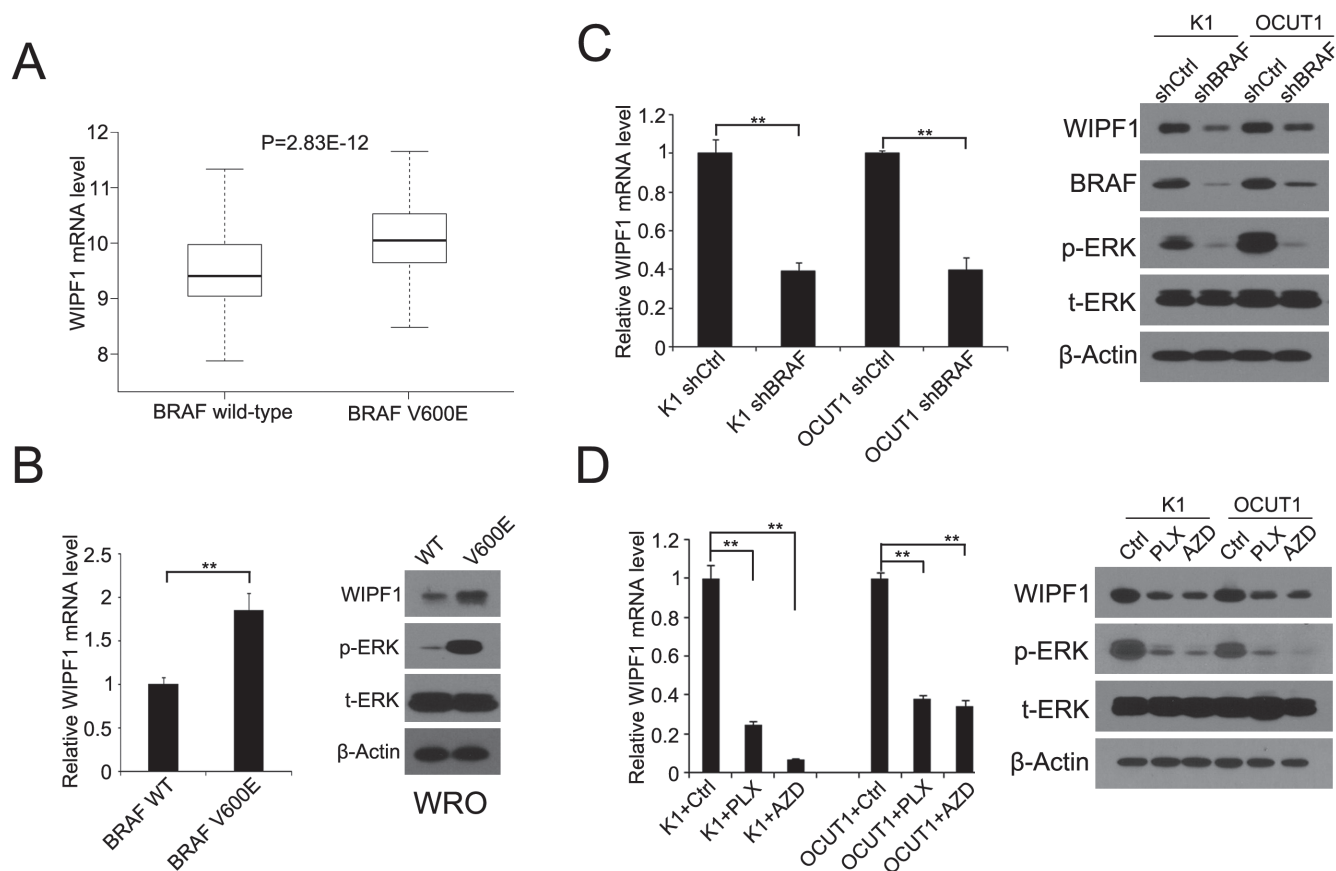 A
WIPF1 mRNA level
12
11
10
9
8
P=2.83E-12
BRAF wild-type
BRAF V600E
B
Relative WIPF1 mRNA level
2.5
2
1.5
1
0.5
0
**
BRAF WT
BRAF V600E
WT
V600E
WIPF1
p-ERK
t-ERK
β-Actin
WRO
C
Relative WIPF1 mRNA level
1.2
1
0.8
0.6
0.4
0.2
0
**
**
K1 shCtrl
K1 shBRAF
OCUT1 shCtrl
OCUT1 shBRAF
K1
OCUT1
shCtrl
shBRAF
shCtrl
shBRAF
WIPF1
BRAF
p-ERK
t-ERK
β-Actin
D
Relative WIPF1 mRNA level
1.2
1
0.8
0.6
0.4
0.2
0
**
**
**
**
K1+Ctrl
K1+PLX
K1+AZD
OCUT1+Ctrl
OCUT1+PLX
OCUT1+AZD
K1
OCUT1
Ctrl
PLX
AZD
Ctrl
PLX
AZD
WIPF1
p-ERK
t-ERK
β-Actin